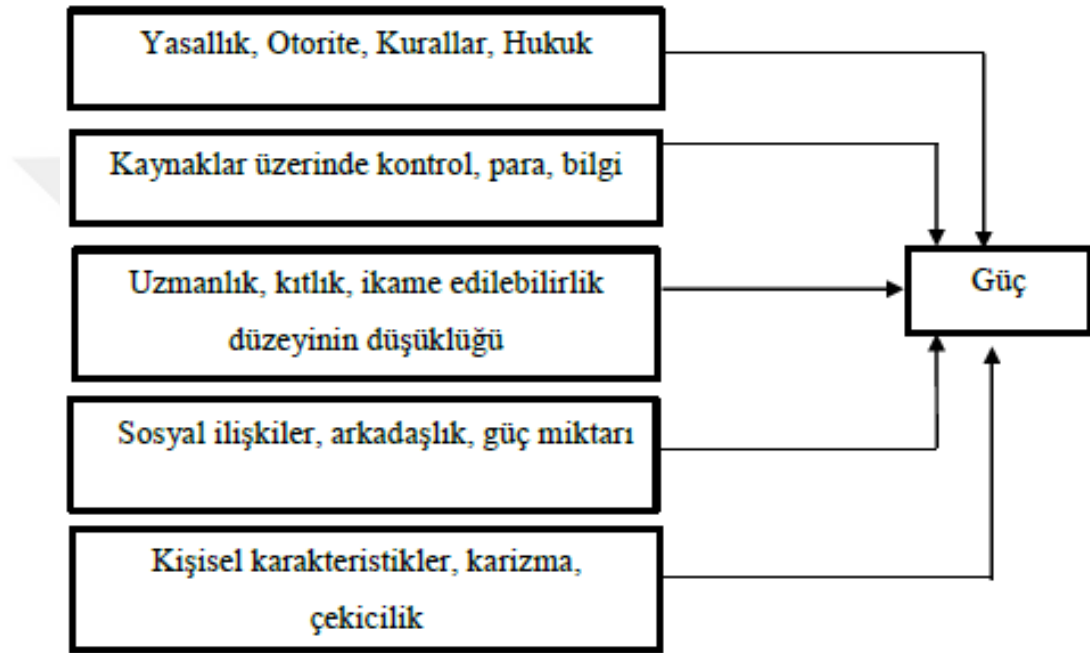 Yasallık, Otorite, Kurallar, Hukuk
Kaynaklar üzerinde kontrol, para, bilgi
Uzmanlık, kıtlık, ikame edilebilirlik
düzeyinin düşüklüğü
Güç
Sosyal ilişkiler, arkadaşlık, güç miktarı
Kişisel karakteristikler, karizma,
çekicilik